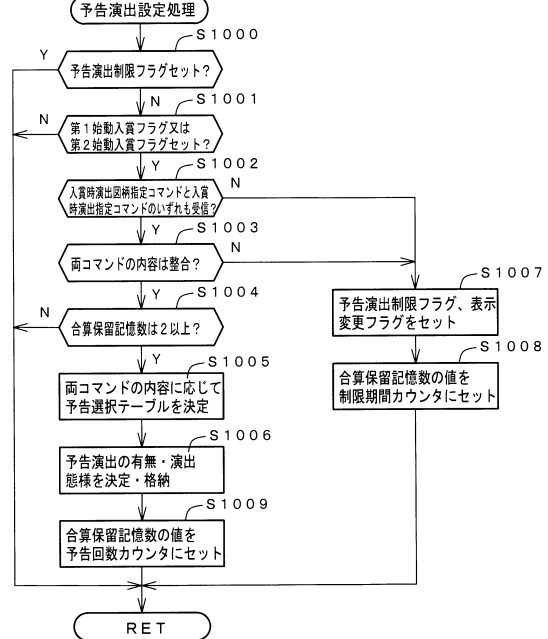 予告演出設定処理
S1000
Y
予告演出制限フラグセット?
N
S1001
N
第1始動入賞フラグ又は
第2始動入賞フラグセット?
Y
S1002
入賞時演出図柄指定コマンドと入賞
時演出指定コマンドのいずれも受信?
N
Y
S1003
両コマンドの内容は整合?
N
Y
S1004
N
合算保留記憶数は2以上?
Y
S1005
両コマンドの内容に応じて
予告選択テーブルを決定
S1006
予告演出の有無・演出
態様を決定・格納
S1009
合算保留記憶数の値を
予告回数カウンタにセット
S1007
予告演出制限フラグ、表示
変更フラグをセット
S1008
合算保留記憶数の値を
制限期間カウンタにセット
RET